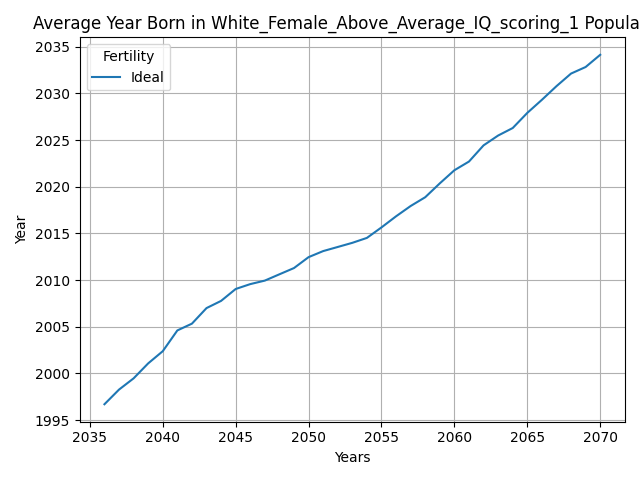 Average Year Born in White_Female_Above_Average_IQ_scoring_1 Popula
Fertility
Ideal
2035
2030
2025
2020
2015
2010
2005
2000
1995
Year
2035 2040 2045 2050 2055 2060 2065 2070
Years